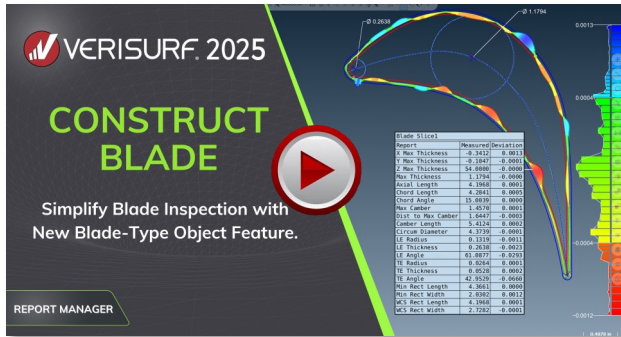 VERISURF. 2025
CONSTRUCT
BLADE
Simplify Blade Inspection with
New Blade-Type Object Feature.
REPORT MANAGER
Ø 0.2638
Ø 1.1794
Blade Slice1
Report Measured Deviation
X Max Thickness -0.3412 0.0013
Y Max Thickness -0.1047 -0.0001
Z Max Thickness 54.0000 -0.0000
Max Thickness 1.1794 -0.0000
Axial Length 4.1960 0.0001
Chord Length 4.2841 0.0005
Chord Angle 15.0039 0.0000
Max Camber 1.4570 0.0001
Dist to Max Camber 1.6447 -0.0003
Camber Length 5.4124 0.0002
Circum Diameter 4.3739 -0.0001
LE Radius 0.1319 -0.0011
LE Thickness 0.2638 -0.0023
LE Angle 61.0877 -0.0293
TE Radius 0.0264 0.0001
TE Thickness 0.0528 0.0002
TE Angle 42.9529 -0.0660
Min Rect Length 4.3661 0.0000
Min Rect Width 2.0302 0.0012
WCS Rect Length 4.1960 0.0001
WCS Rect Width 2.7282 -0.0001
0.0013
0.0004
-0.0004
-0.0012
0.4976 in